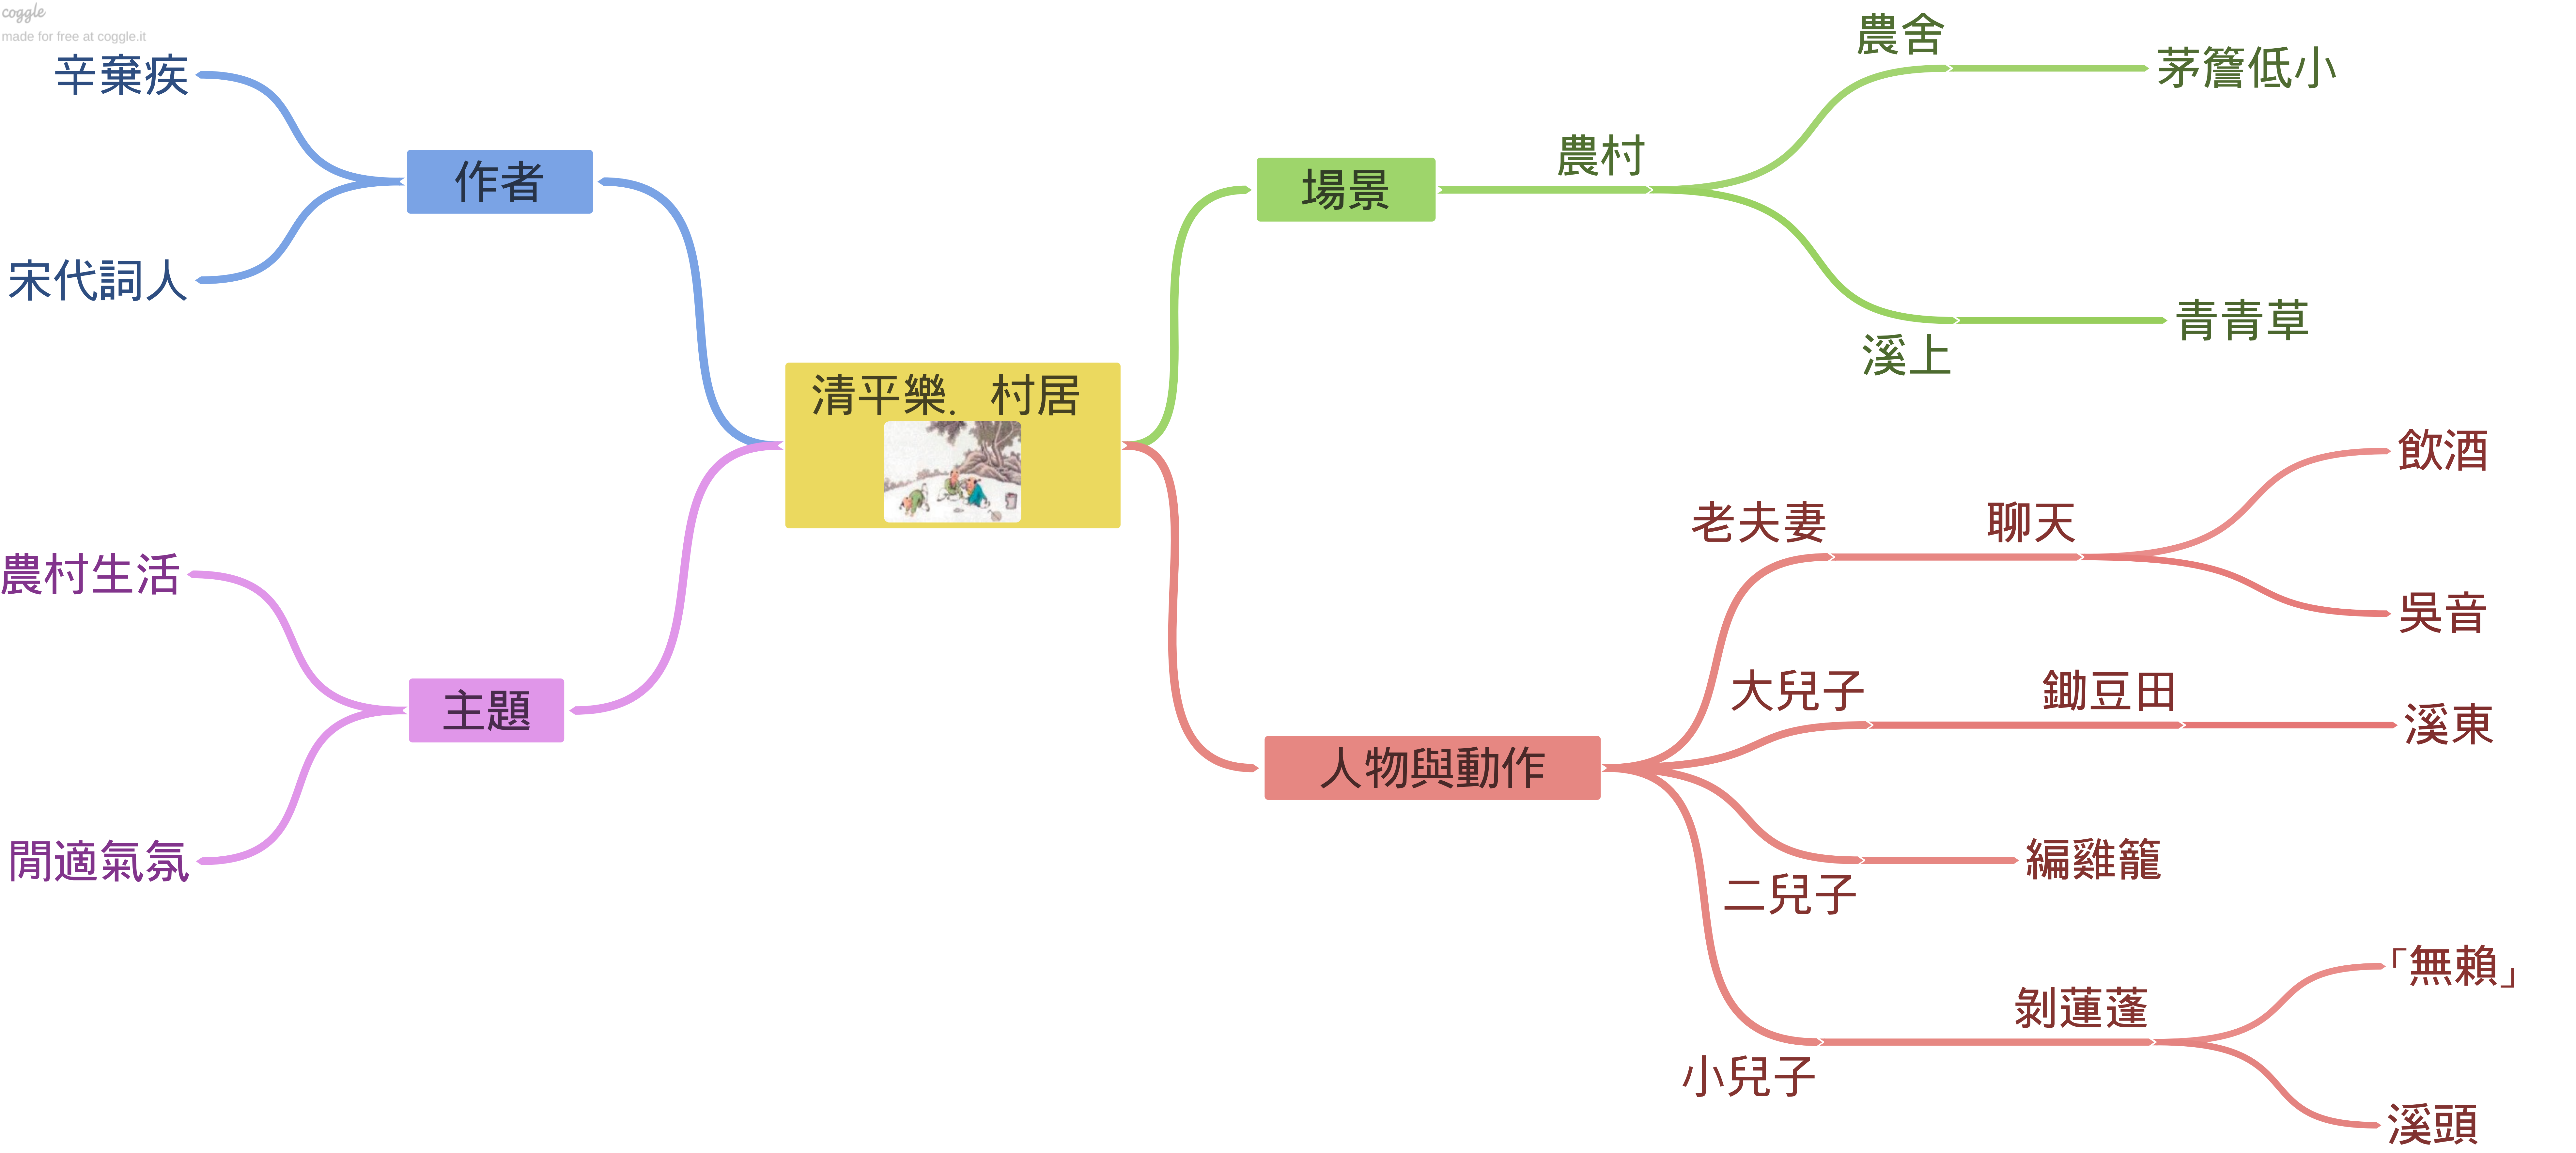 coggle
made for free at coggle.it
清平樂．村居
作者
辛棄疾
宋代詞人
主題
農村生活
閒適氣氛
場景
農村
農舍
茅簷低小
溪上
青青草
人物與動作
老夫妻
聊天
飲酒
吳音
大兒子
鋤豆田
溪東
二兒子
編雞籠
小兒子
剝蓮蓬
「無賴」
溪頭